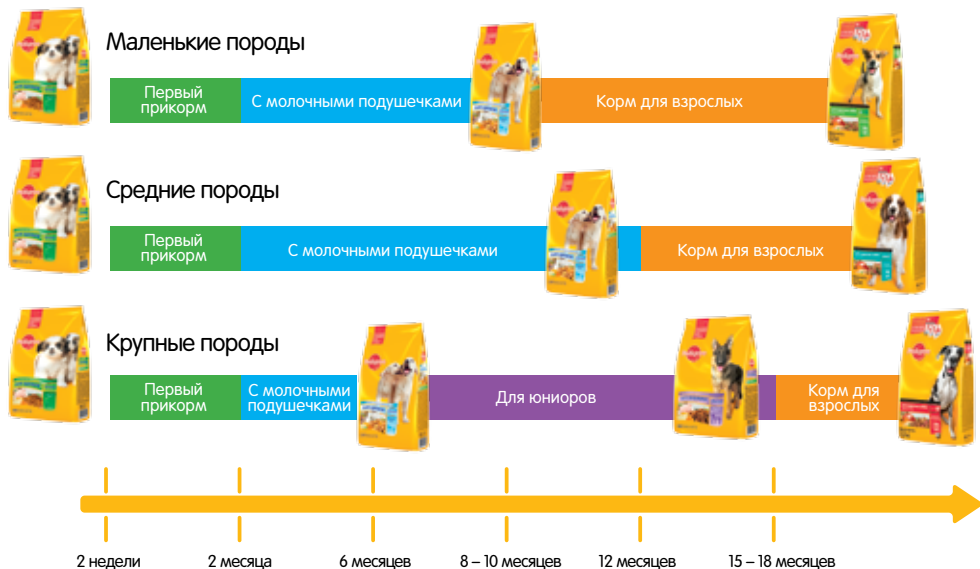 Маленькие породы
Первый
прикорм
С молочными подушечками
Корм для взрослых
Средние породы
Первый
прикорм
С молочными подушечками
Корм для взрослых
Крупные породы
Первый
прикорм
С молочными
подушечками
Для юниоров
Корм для
взрослых
2 недели
2 месяца
6 месяцев
8 – 10 месяцев
12 месяцев
15 – 18 месяцев